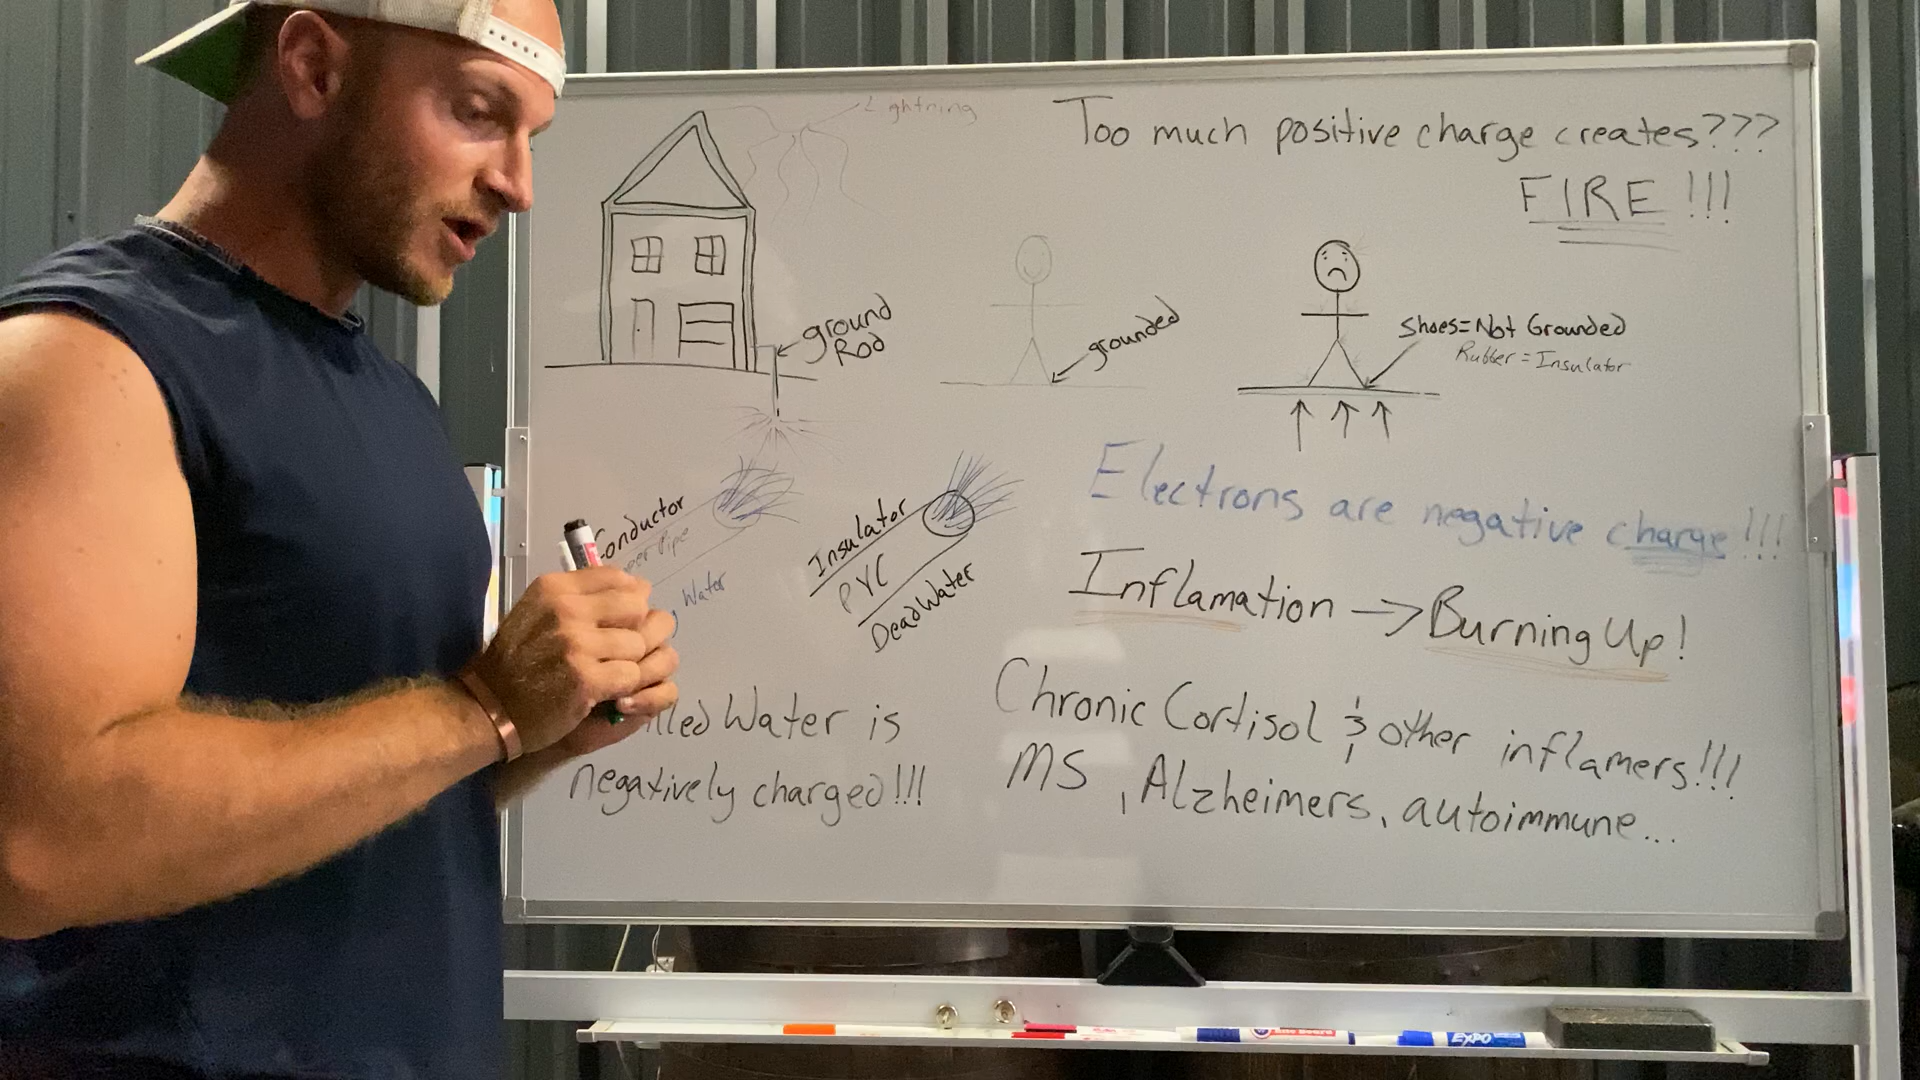 Lightning
Too much positive charge creates???
FIRE!!!
ground
Rod
grounded
Shoes=Not Grounded
Rubber = Insulator
Conductor
Pipe
Water
Insulator
PVC
Dead Water
Electrons are negative charge!!!
Inflamation → Burning Up!
Water is
negatively charged!!!
Chronic Cortisol & other inflamers!!!
MS, Alzheimers, autoimmune...
EXPO